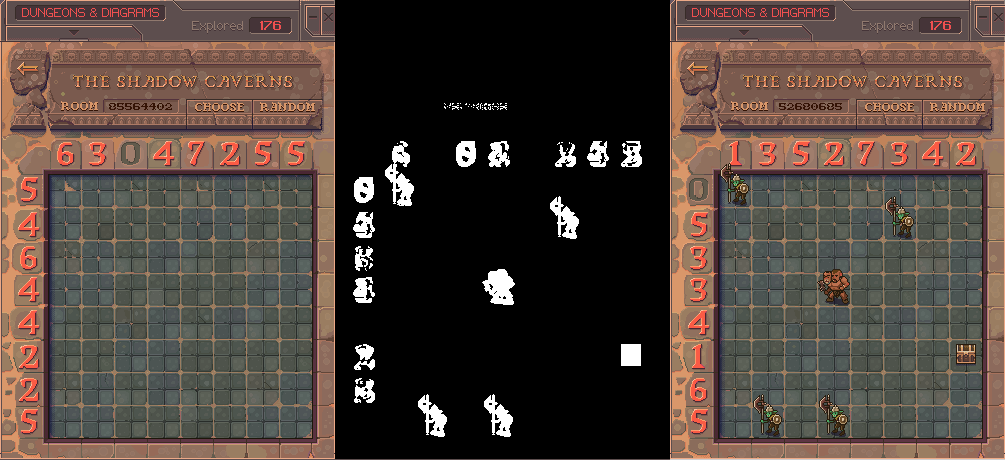 DUNGEONS & DIAGRAMS
Explored 176
THE SHADOW CAVERNS
ROOM 85564402 CHOOSE RANDOM
6 3 0 4 7 2 5 5
5
4
6
4
4
2
2
5
DUNGEONS & DIAGRAMS
Explored 176
THE SHADOW CAVERNS
ROOM 52680685 CHOOSE RANDOM
1 3 5 2 7 3 4 2
0
5
3
3
4
1
6
5